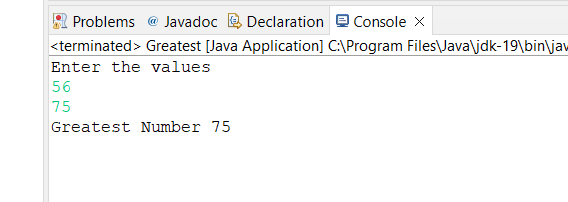 Problems @ Javadoc Declaration Console
<terminated> Greatest [Java Application] C:\Program Files\Java\jdk-19\bin\jav
Enter the values
56
75
Greatest Number 75